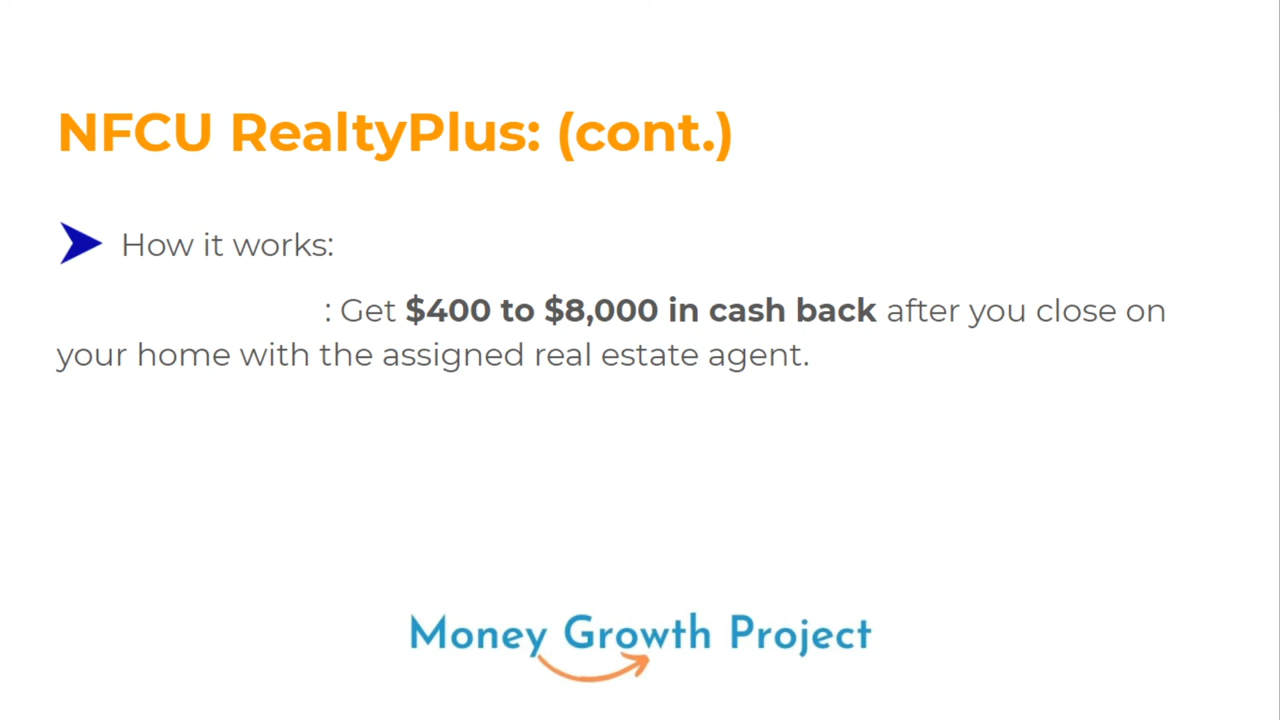 NFCU RealtyPlus: (cont.)
How it works:
: Get $400 to $8,000 in cash back after you close on
your home with the assigned real estate agent.
Money Growth Project